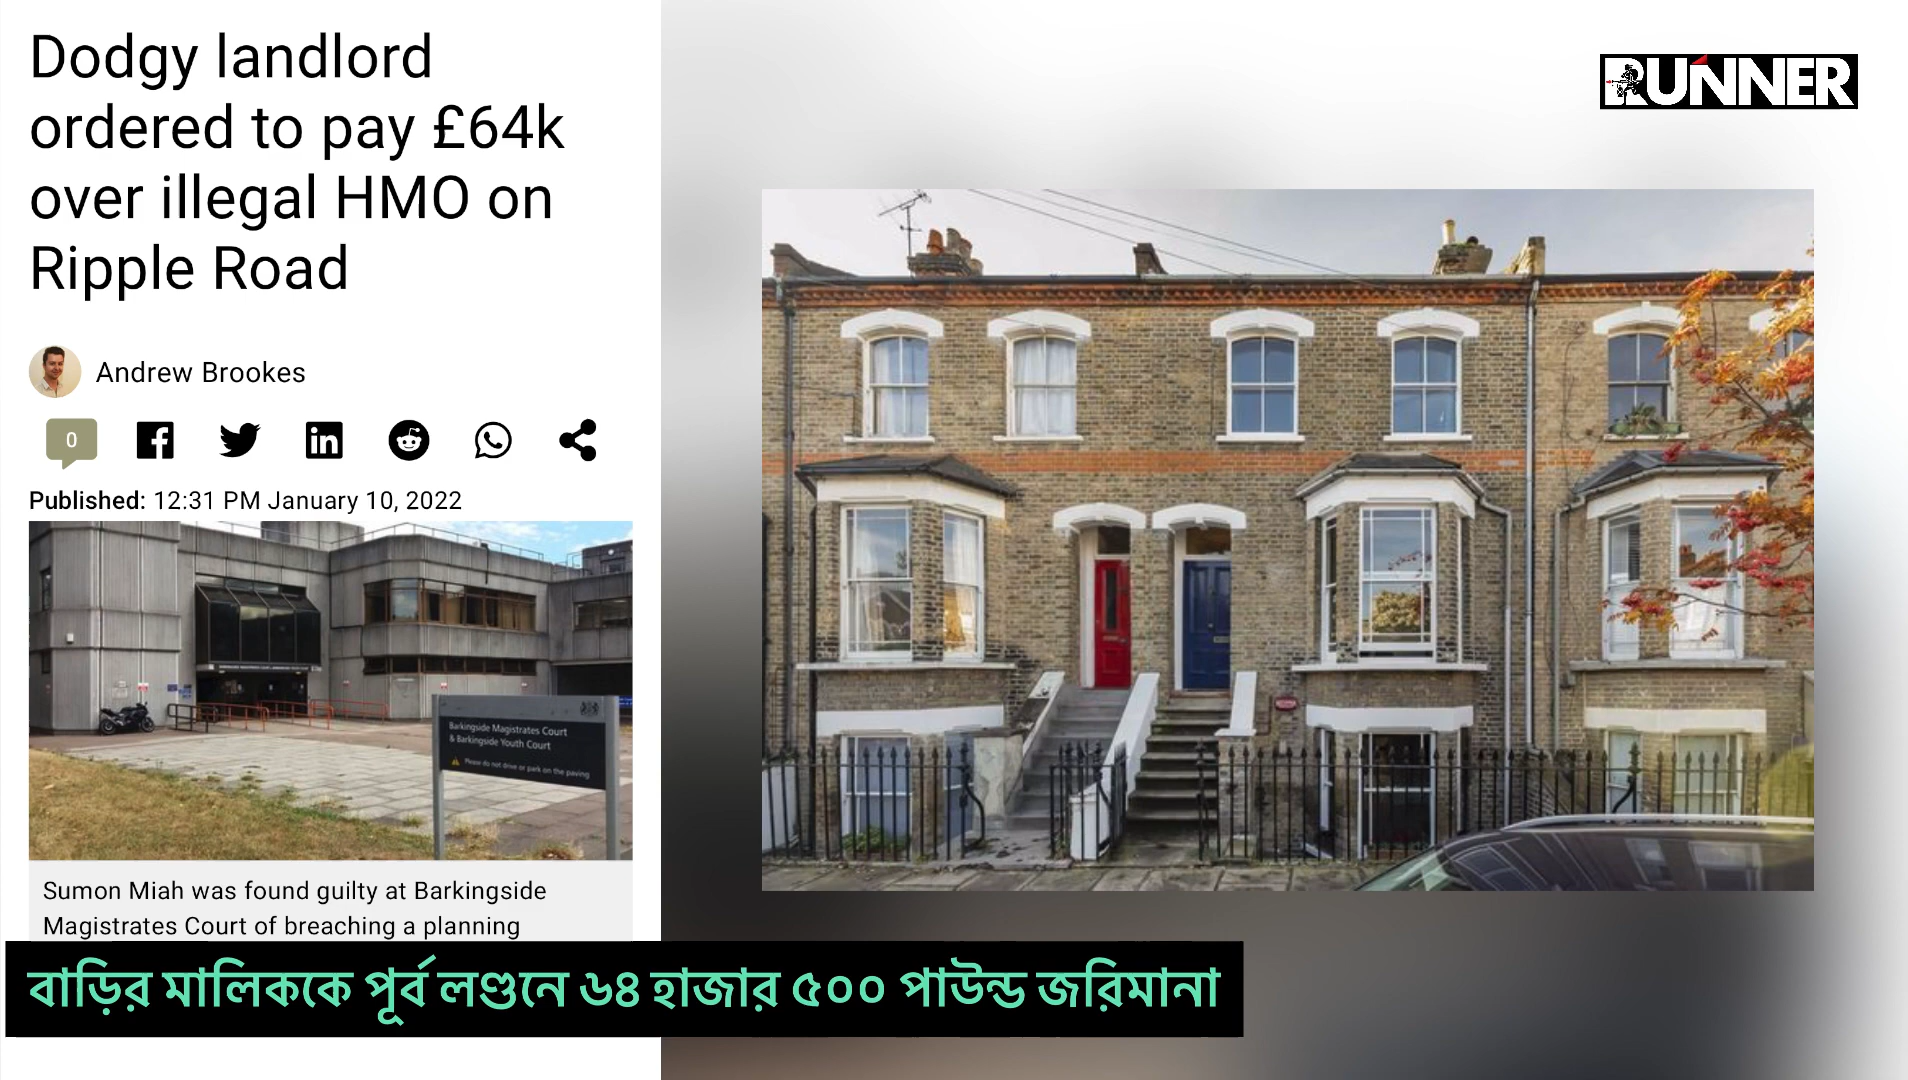 Dodgy landlord
ordered to pay £64k
over illegal HMO on
Ripple Road
Andrew Brookes
0
Published: 12:31 PM January 10, 2022
Barkingside Magistrates Court
& Barkingside Youth Court
Please do not drive or park on the paving
Sumon Miah was found guilty at Barkingside
Magistrates Court of breaching a planning
RUNNER
বাড়ির মালিককে পূর্ব লণ্ডনে ৬৪ হাজার ৫০০ পাউন্ড জরিমানা